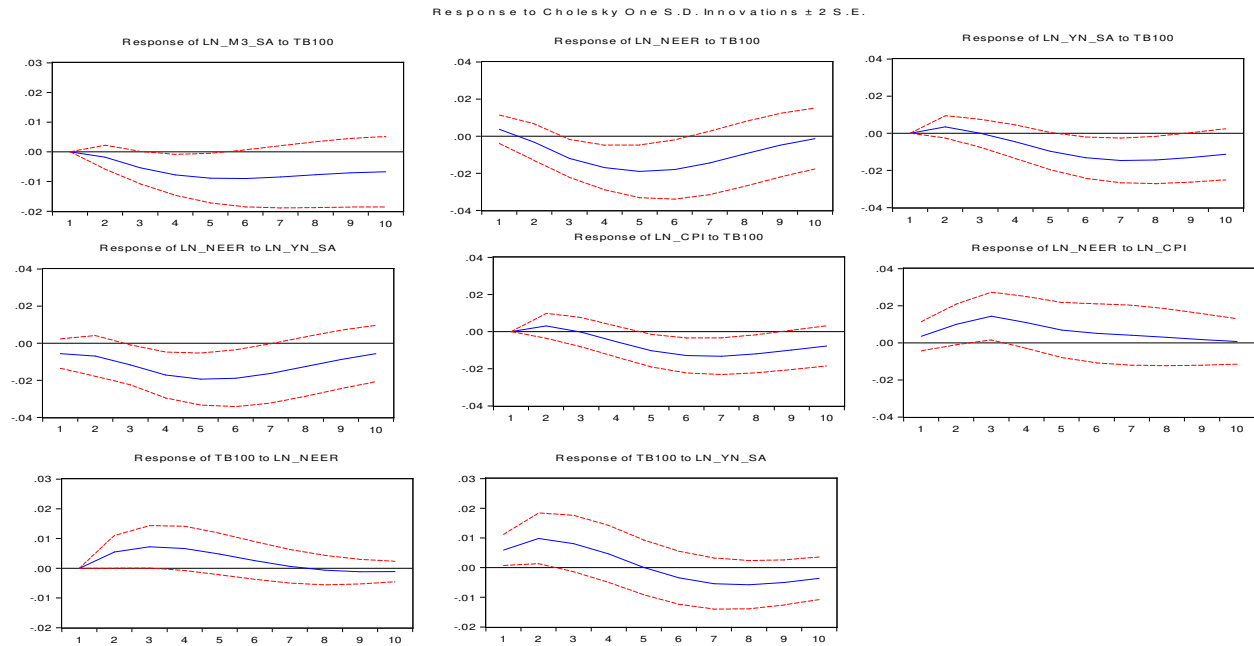 Response to Cholesky One S.D. Innovations ± 2 S.E.
Response of LN_M3_SA to TB100
.03
.02
.01
.00
-.01
-.02
1 2 3 4 5 6 7 8 9 10
Response of LN_NEER to TB100
.04
.02
.00
-.02
-.04
1 2 3 4 5 6 7 8 9 10
Response of LN_YN_SA to TB100
.04
.02
.00
-.02
-.04
1 2 3 4 5 6 7 8 9 10
Response of LN_NEER to LN_YN_SA
.04
.02
.00
-.02
-.04
1 2 3 4 5 6 7 8 9 10
Response of LN_CPI to TB100
.04
.02
.00
-.02
-.04
1 2 3 4 5 6 7 8 9 10
Response of LN_NEER to LN_CPI
.04
.02
.00
-.02
-.04
1 2 3 4 5 6 7 8 9 10
Response of TB100 to LN_NEER
.03
.02
.01
.00
-.01
-.02
1 2 3 4 5 6 7 8 9 10
Response of TB100 to LN_YN_SA
.03
.02
.01
.00
-.01
-.02
1 2 3 4 5 6 7 8 9 10